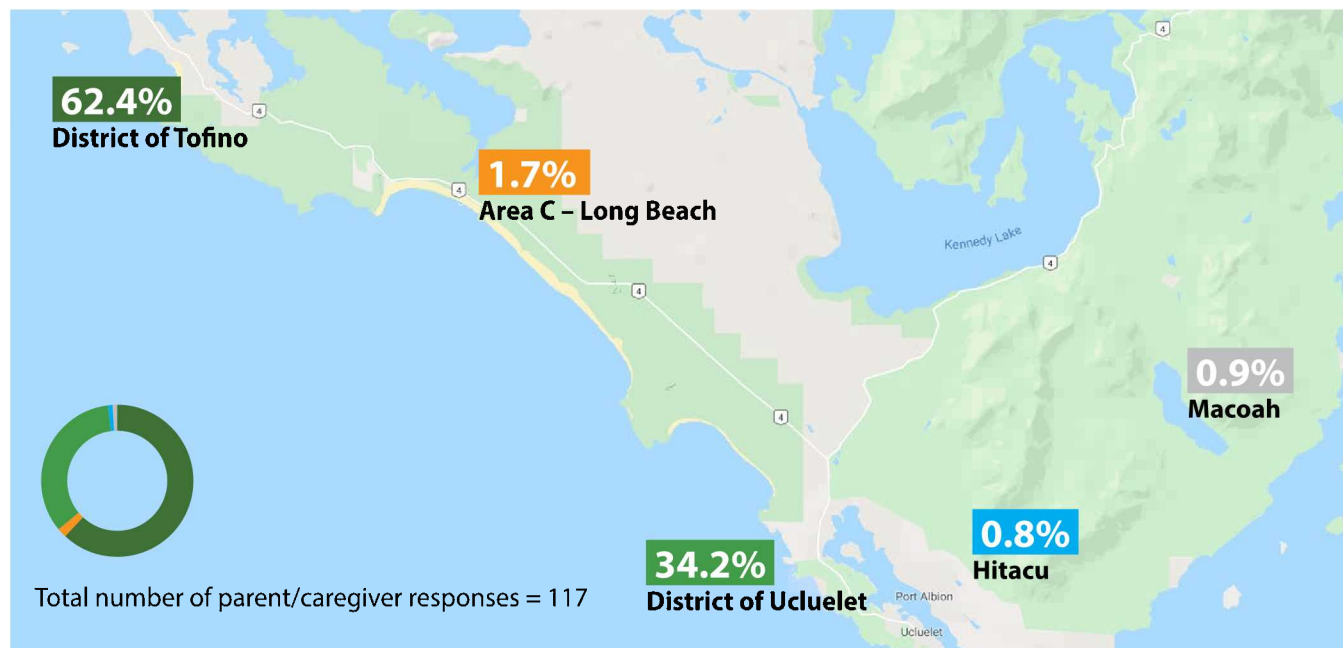 4
62.4%
District of Tofino
4
1.7%
4
Area C – Long Beach
Kennedy Lake
4
4
0.9%
Macoah
4
0.8%
Hitacu
34.2%
District of Ucluelet
Port Albion
Ucluelet
Total number of parent/caregiver responses = 117